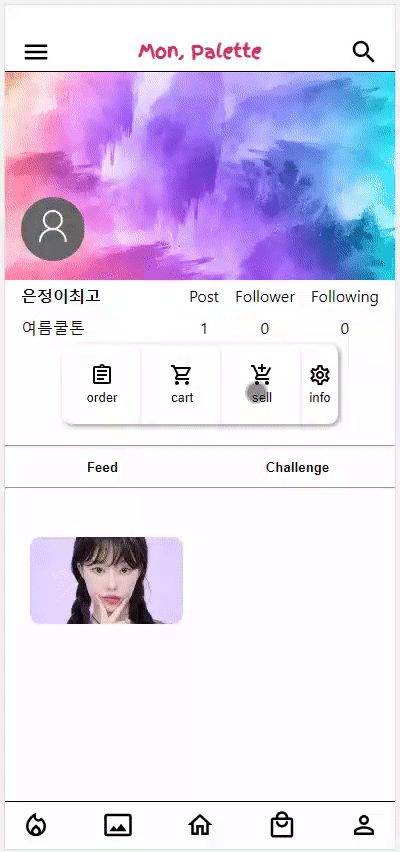 Mon, Palette
은정이최고 Post Follower Following
여름쿨톤 1 0 0
order cart sell info
Feed Challenge